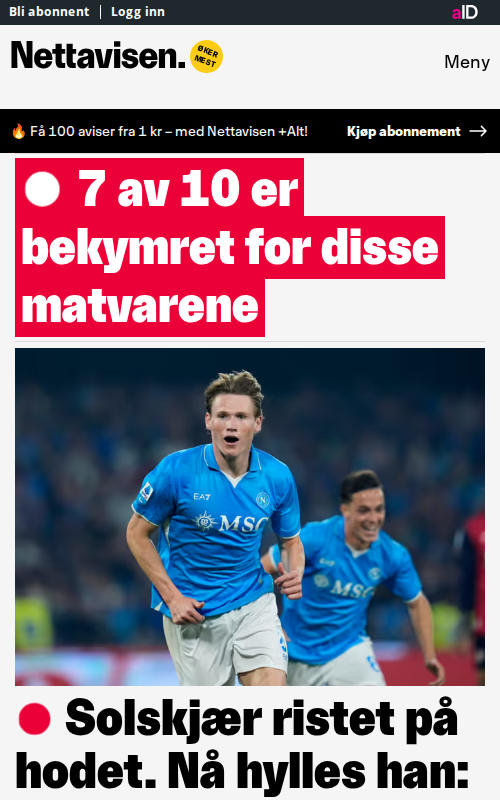 Bli abonnent | Logg inn
aID
Nettavisen.
ØKER
MEST
Meny
🔥 Få 100 aviser fra 1 kr – med Nettavisen +Alt!
Kjøp abonnement →
7 av 10 er
bekymret for disse
matvarene
EA7
N
MSC
EA7
MSC
Solskjær ristet på
hodet. Nå hylles han: